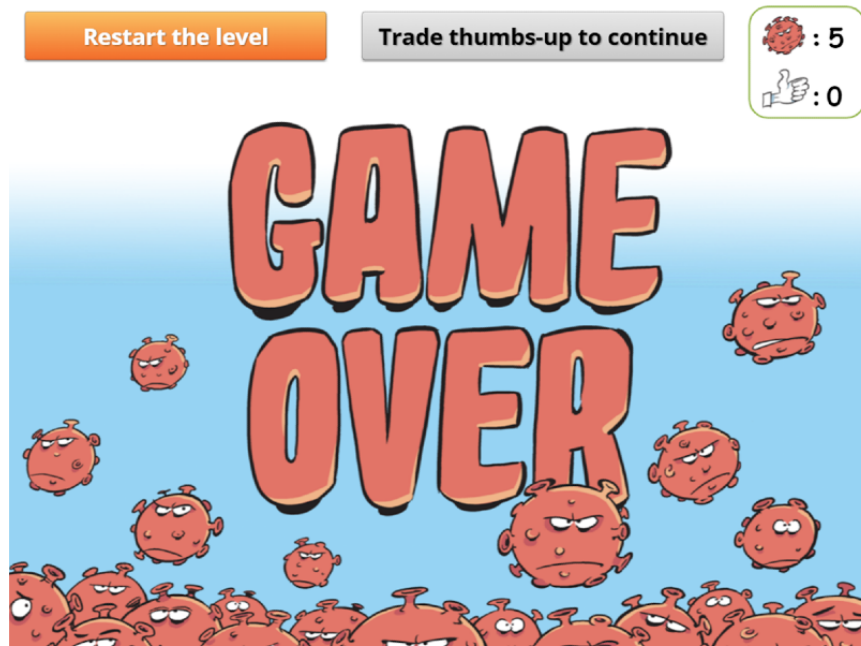 Restart the level
Trade thumbs-up to continue
: 5
: 0
GAME
OVER